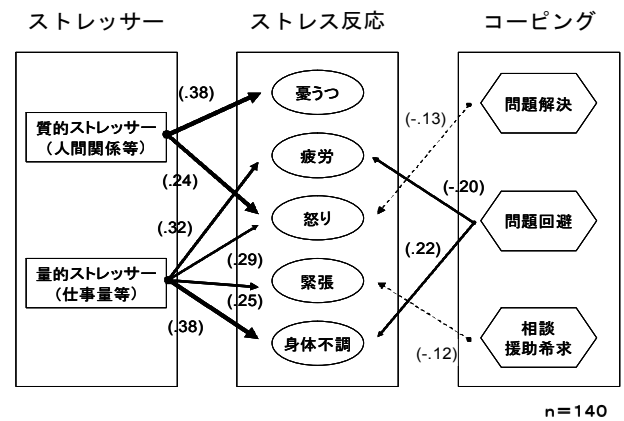 ストレッサー
ストレス反応
コーピング
質的ストレッサー
（人間関係等）
量的ストレッサー
（仕事量等）
(.38)
(.24)
(.32)
(.29)
(.25)
(.38)
憂うつ
疲労
怒り
緊張
身体不調
(-.13)
(-.20)
(.22)
(-.12)
問題解決
問題回避
相談
援助希求
n＝140